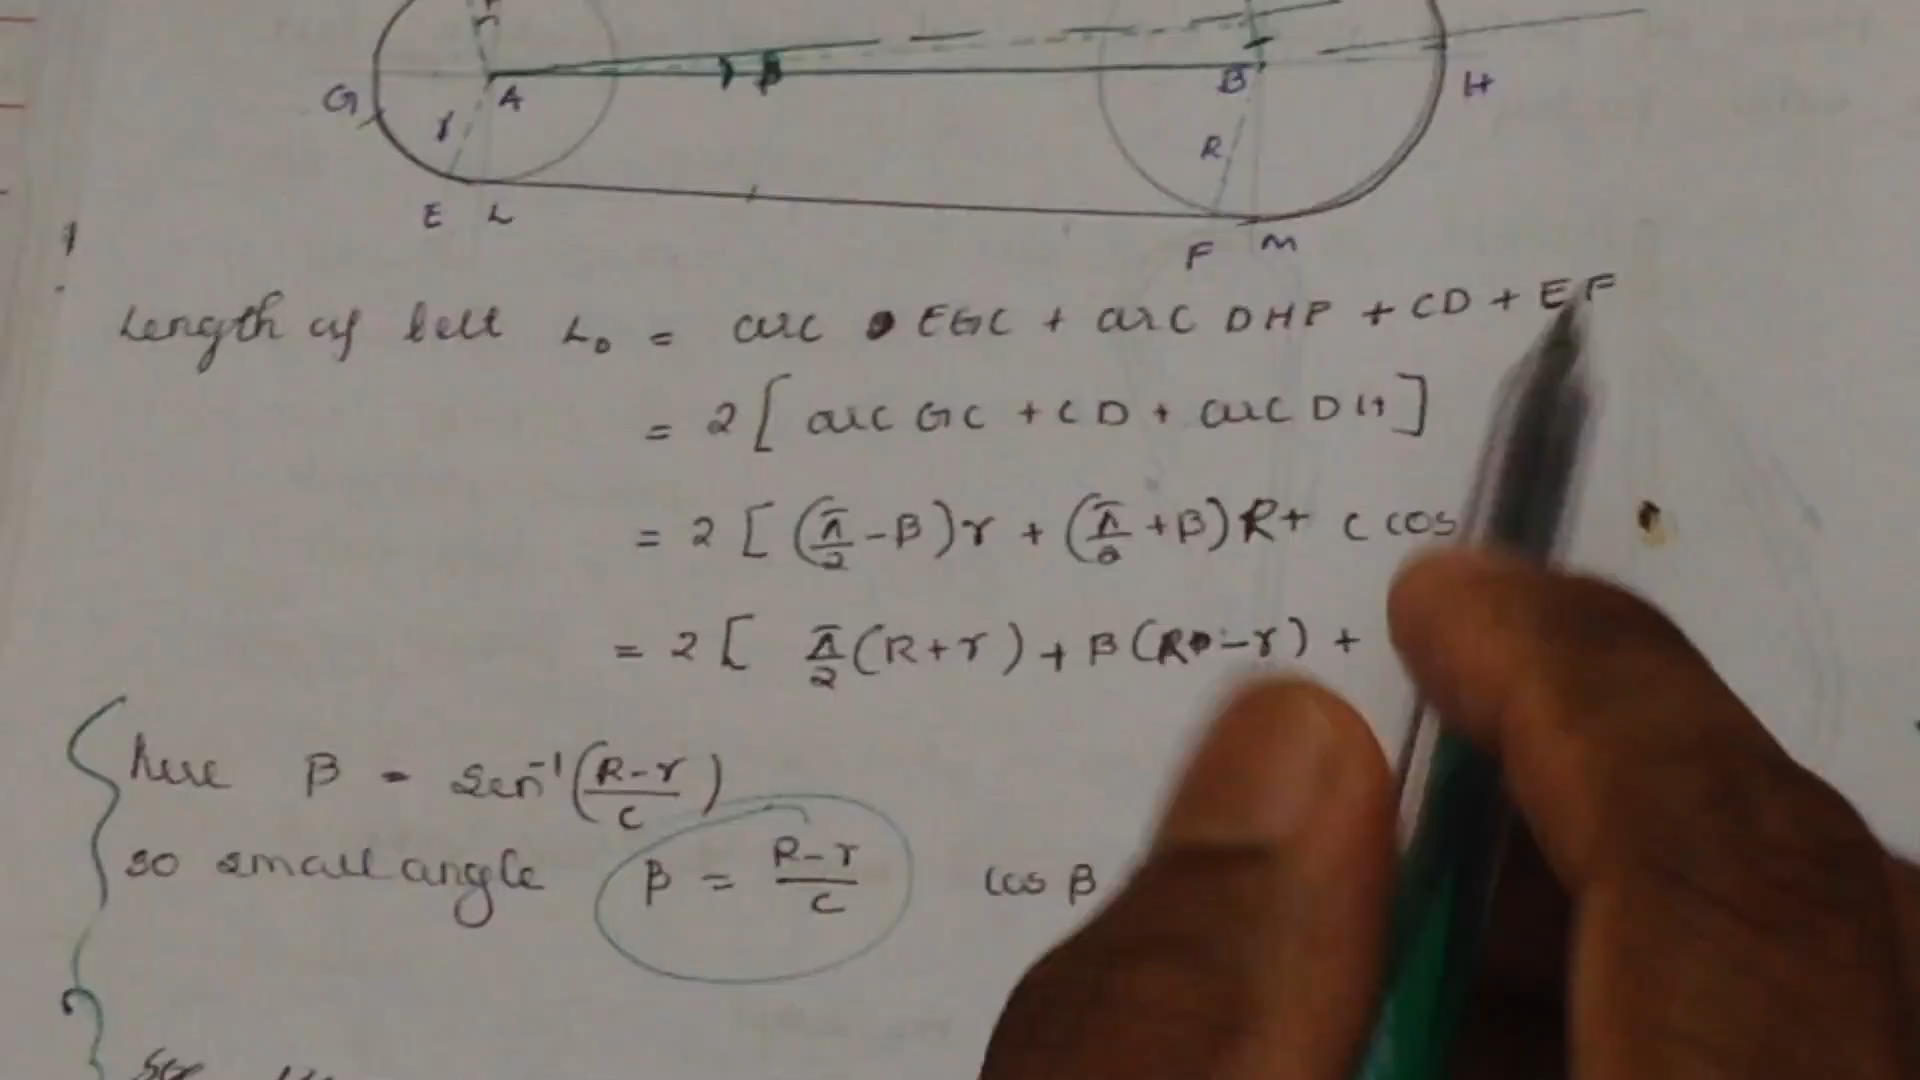 G A β B H
r R
E L F M
Length of belt L₀ = arc EGC + arc DHF + CD + EF
= 2 [ arc GC + CD + arc DH ]
= 2 [ (π/2 - β) r + (π/2 + β) R + C cos
= 2 [ π/2 (R + r) + β (R - r) +
here β = sin⁻¹ (R - r / C)
so small angle β = R - r / C cos β